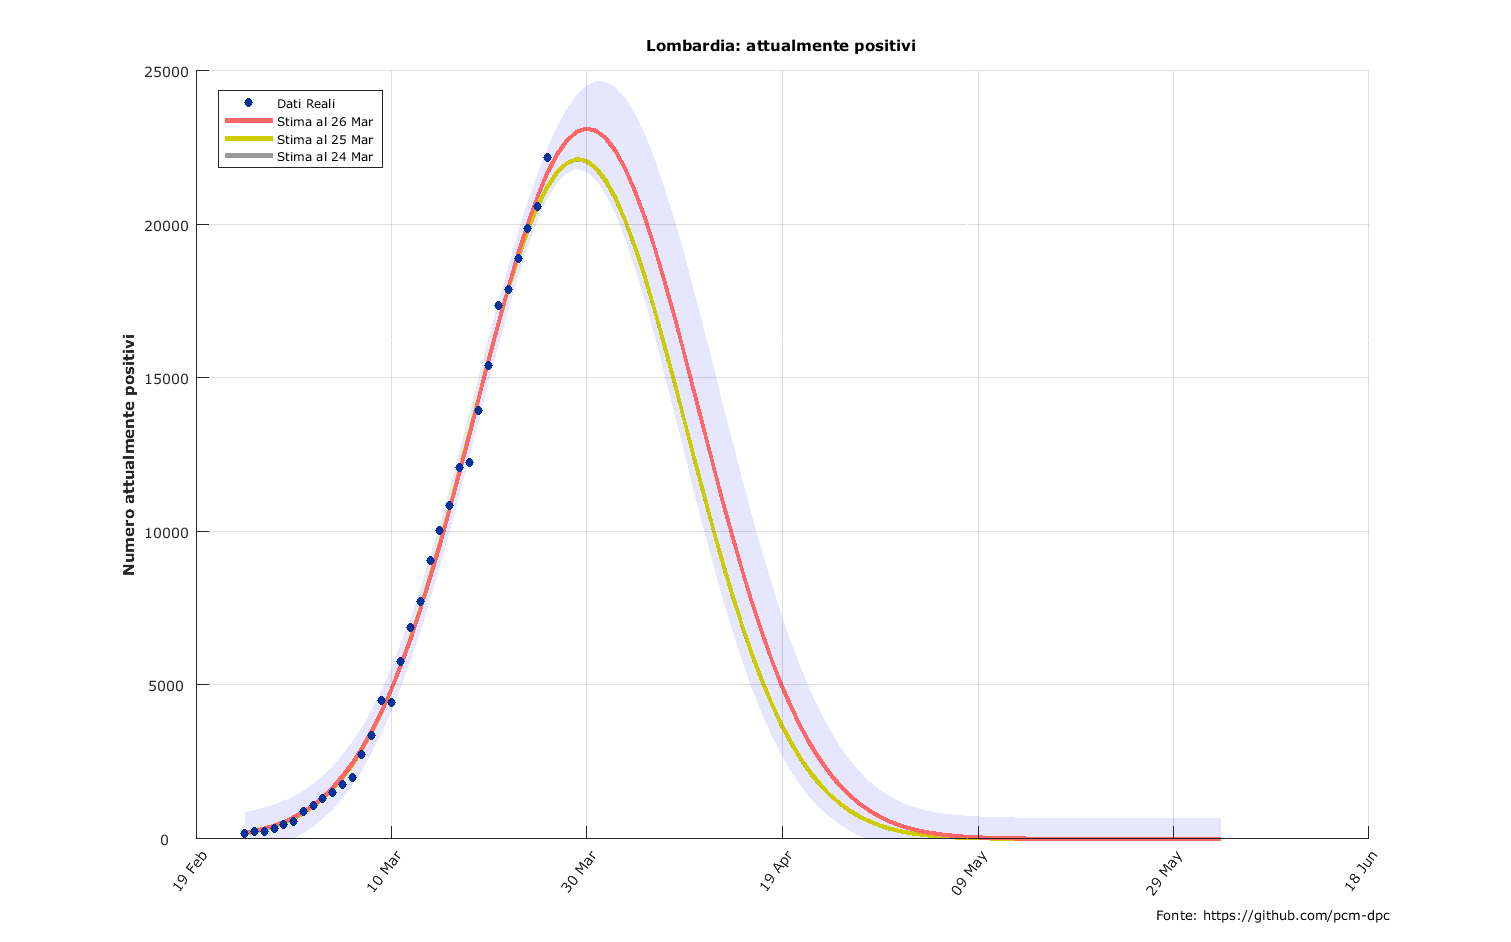 Lombardia: attualmente positivi
25000
20000
15000
10000
5000
0
Numero attualmente positivi
Dati Reali
Stima al 26 Mar
Stima al 25 Mar
Stima al 24 Mar
19 Feb
10 Mar
30 Mar
19 Apr
09 May
29 May
18 Jun
Fonte: https://github.com/pcm-dpc